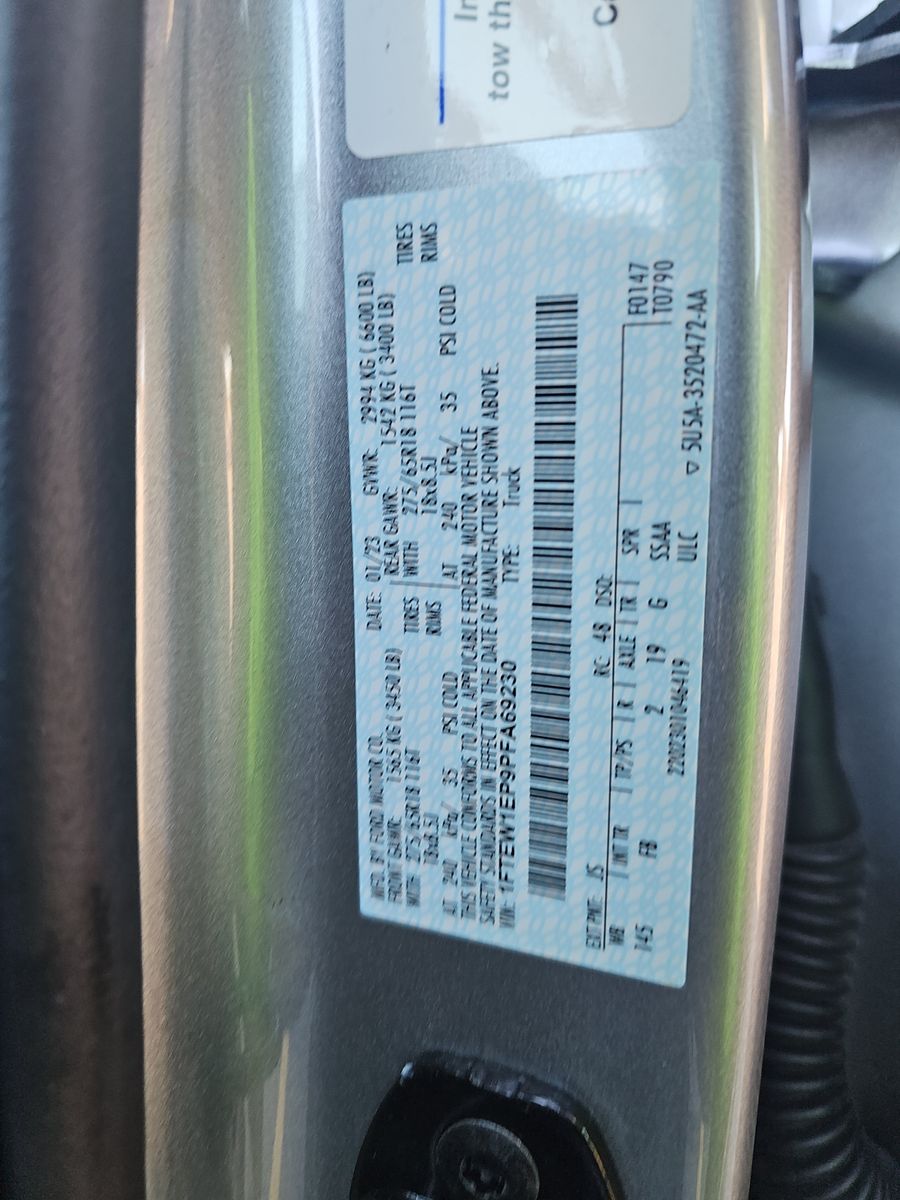 In
tow th
Ca
MFD. BY FORD MOTOR CO. DATE: 01/23 GVWR: 2994 KG ( 6600 LB)
FRONT GAWR: 1565 KG ( 3450 LB) REAR GAWR: 1542 KG ( 3400 LB)
WITH 275/65R18 116T TIRES WITH 275/65R18 116T TIRES
18x8.5J RIMS 18x8.5J RIMS
AT 240 kPa/ 35 PSI COLD AT 240 kPa/ 35 PSI COLD
THIS VEHICLE CONFORMS TO ALL APPLICABLE FEDERAL MOTOR VEHICLE
SAFETY STANDARDS IN EFFECT ON THE DATE OF MANUFACTURE SHOWN ABOVE.
VIN: 1FTEW1EP9PFA69230 TYPE: Truck
EXT PNT: JS RC: 48 DSO:
WB INT TR TP/PS R AXLE TR SPR F0147
145 FB 2 19 G SSAA T0790
2202301046419 ULC ▽ 5U5A-3520472-AA